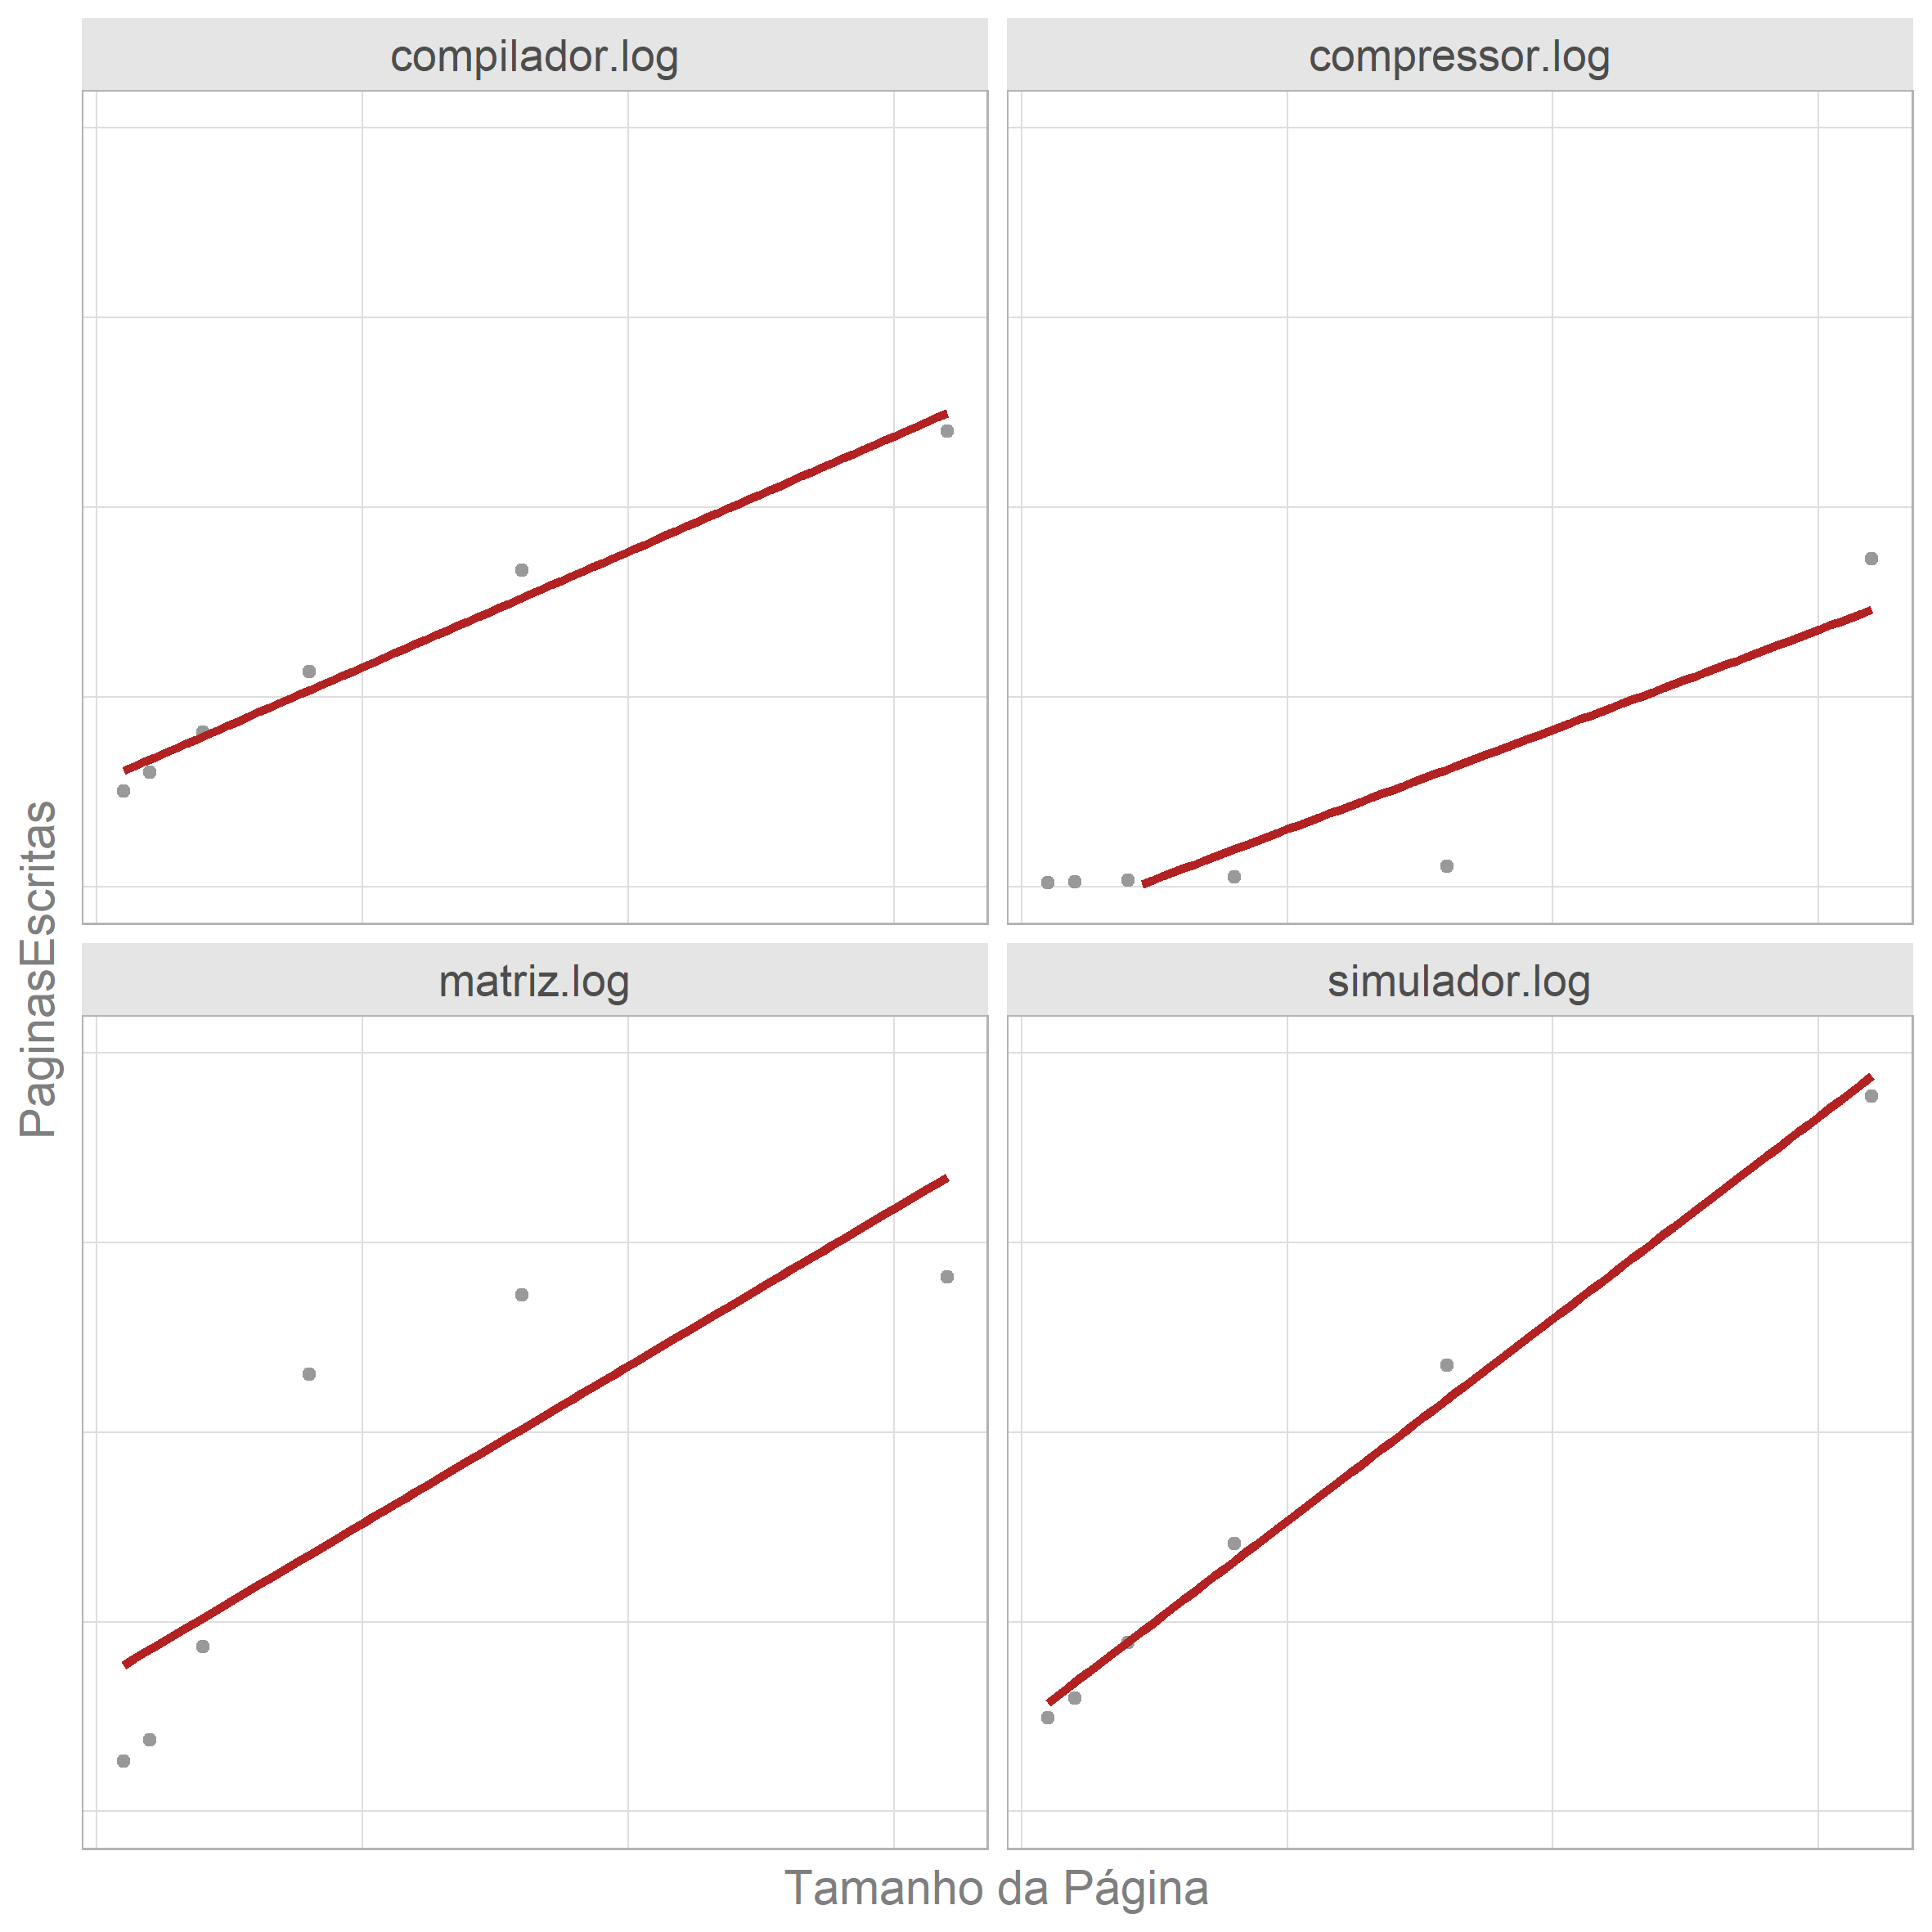 compilador.log
compressor.log
PaginasEscritas
matriz.log
simulador.log
Tamanho da Página